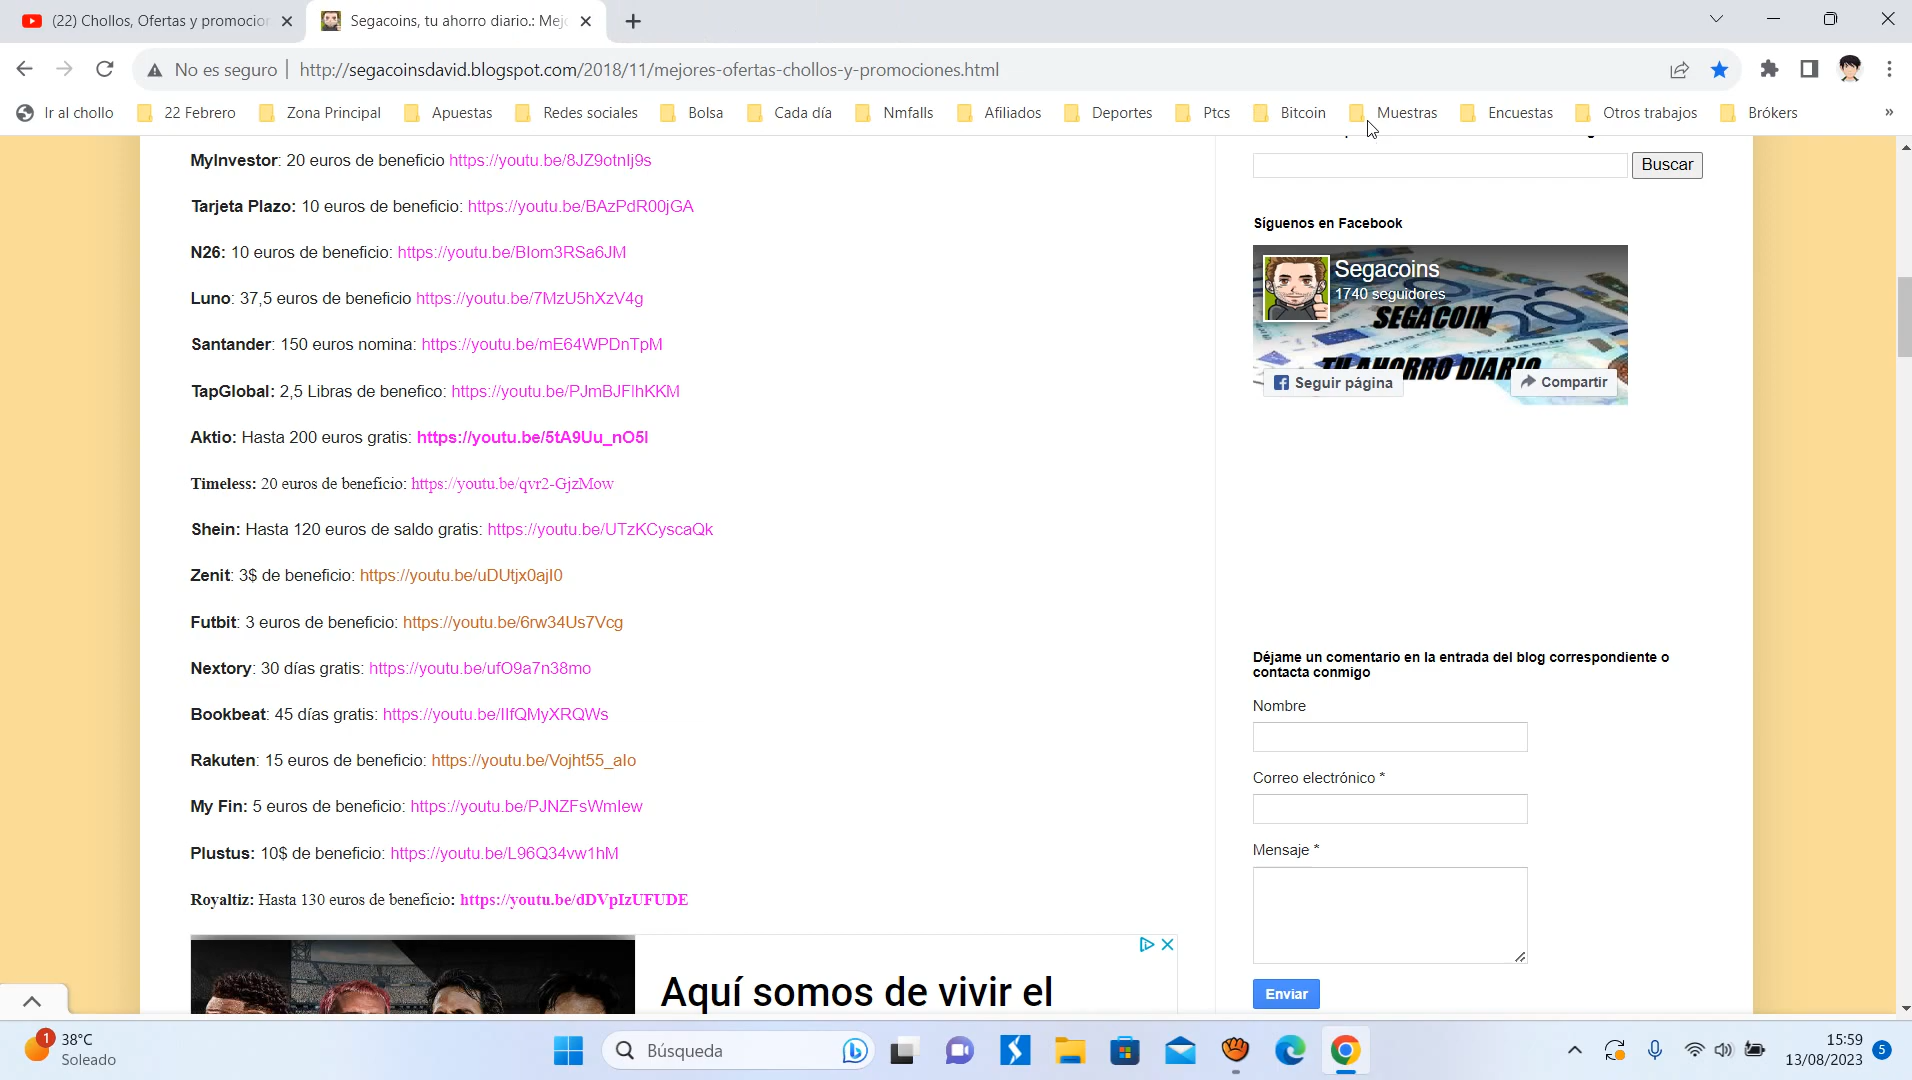 (22) Chollos, Ofertas y promocion
Segacoins, tu ahorro diario.: Mejo
No es seguro
http://segacoinsdavid.blogspot.com/2018/11/mejores-ofertas-chollos-y-promociones.html
Ir al chollo
22 Febrero
Zona Principal
Apuestas
Redes sociales
Bolsa
Cada día
Nmfalls
Afiliados
Deportes
Ptcs
Bitcoin
Muestras
Encuestas
Otros trabajos
Brókers
»
MyInvestor: 20 euros de beneficio https://youtu.be/8JZ9otnlj9s
Tarjeta Plazo: 10 euros de beneficio: https://youtu.be/BAzPdR00jGA
N26: 10 euros de beneficio: https://youtu.be/BIom3RSa6JM
Luno: 37,5 euros de beneficio https://youtu.be/7MzU5hXzV4g
Santander: 150 euros nomina: https://youtu.be/mE64WPDnTpM
TapGlobal: 2,5 Libras de benefico: https://youtu.be/PJmBJFlhKKM
Aktio: Hasta 200 euros gratis: https://youtu.be/5tA9Uu_nO5I
Timeless: 20 euros de beneficio: https://youtu.be/qvr2-GjzMow
Shein: Hasta 120 euros de saldo gratis: https://youtu.be/UTzKCyscaQk
Zenit: 3$ de beneficio: https://youtu.be/uDUtjx0ajI0
Futbit: 3 euros de beneficio: https://youtu.be/6rw34Us7Vcg
Nextory: 30 días gratis: https://youtu.be/ufO9a7n38mo
Bookbeat: 45 días gratis: https://youtu.be/IIfQMyXRQWs
Rakuten: 15 euros de beneficio: https://youtu.be/Vojht55_aIo
My Fin: 5 euros de beneficio: https://youtu.be/PJNZFsWmlew
Plustus: 10$ de beneficio: https://youtu.be/L96Q34vw1hM
Royaltiz: Hasta 130 euros de beneficio: https://youtu.be/dDVpIzUFUDE
Aquí somos de vivir el
Buscar
Síguenos en Facebook
Segacoins
1740 seguidores
SEGACOIN
TU AHORRO DIARIO
Seguir página
Compartir
Déjame un comentario en la entrada del blog correspondiente o
contacta conmigo
Nombre
Correo electrónico *
Mensaje *
Enviar
1
38°C
Soleado
Búsqueda
15:59
13/08/2023
5